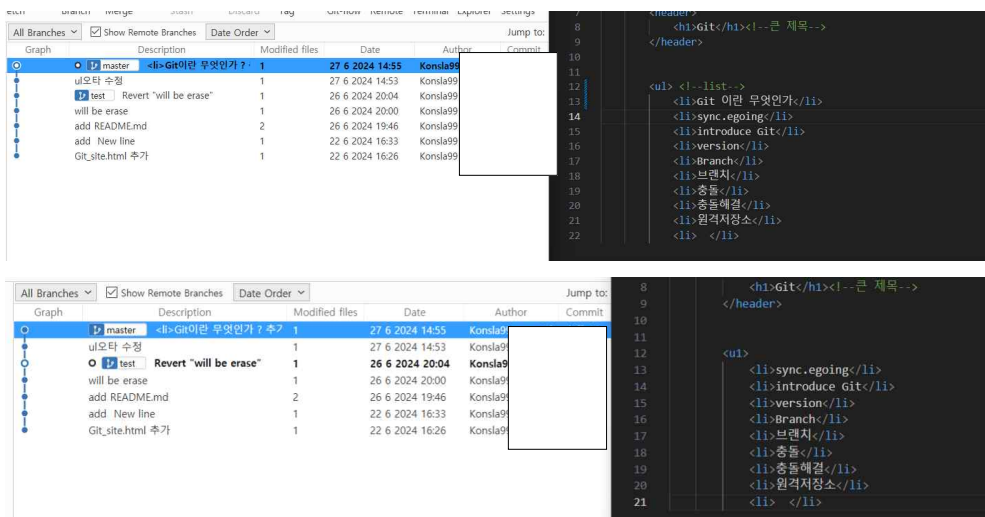 etch Branch Merge Stash Discard Tag Git-flow Remote Terminal Explorer Settings
All Branches Show Remote Branches Date Order Jump to:
Graph Description Modified files Date Author Commit
master <li>Git이란 무엇인가 ? · 1 27 6 2024 14:55 Konsla99
ul오타 수정 1 27 6 2024 14:53 Konsla99
test Revert "will be erase" 1 26 6 2024 20:04 Konsla99
will be erase 1 26 6 2024 20:00 Konsla99
add README.md 2 26 6 2024 19:46 Konsla99
add New line 1 22 6 2024 16:33 Konsla99
Git_site.html 추가 1 22 6 2024 16:26 Konsla99
7 <header>
8 <h1>Git</h1><!--큰 제목-->
9 </header>
10
11
12 <ul> <!--list-->
13 <li>Git 이란 무엇인가</li>
14 <li>sync.egoing</li>
15 <li>introduce Git</li>
16 <li>version</li>
17 <li>Branch</li>
18 <li>브랜치</li>
19 <li>충돌</li>
20 <li>충돌해결</li>
21 <li>원격저장소</li>
22 <li> </li>
All Branches Show Remote Branches Date Order Jump to:
Graph Description Modified files Date Author Commit
master <li>Git이란 무엇인가 ? 추가 1 27 6 2024 14:55 Konsla9
ul오타 수정 1 27 6 2024 14:53 Konsla9
test Revert "will be erase" 1 26 6 2024 20:04 Konsla9
will be erase 1 26 6 2024 20:00 Konsla9
add README.md 2 26 6 2024 19:46 Konsla9
add New line 1 22 6 2024 16:33 Konsla9
Git_site.html 추가 1 22 6 2024 16:26 Konsla9
8 <h1>Git</h1><!--큰 제목-->
9 </header>
10
11
12 <u1>
13 <li>sync.egoing</li>
14 <li>introduce Git</li>
15 <li>version</li>
16 <li>Branch</li>
17 <li>브랜치</li>
18 <li>충돌</li>
19 <li>충돌해결</li>
20 <li>원격저장소</li>
21 <li> </li>